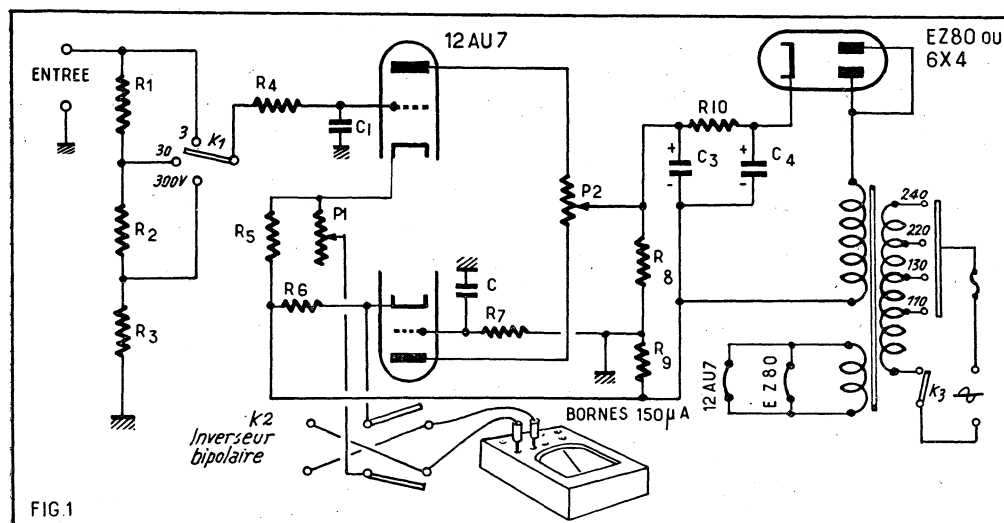 12AU7
EZ80 OU
6X4
ENTREE
R1
R4
C1
3
K1
30
300V
R2
R3
R5
P1
R6
C
R7
P2
R10
+
C3
-
+
C4
-
R8
R9
240
220
130
110
12AU7
EZ80
K3
BORNES 150µA
K2
Inverseur
bipolaire
FIG.1